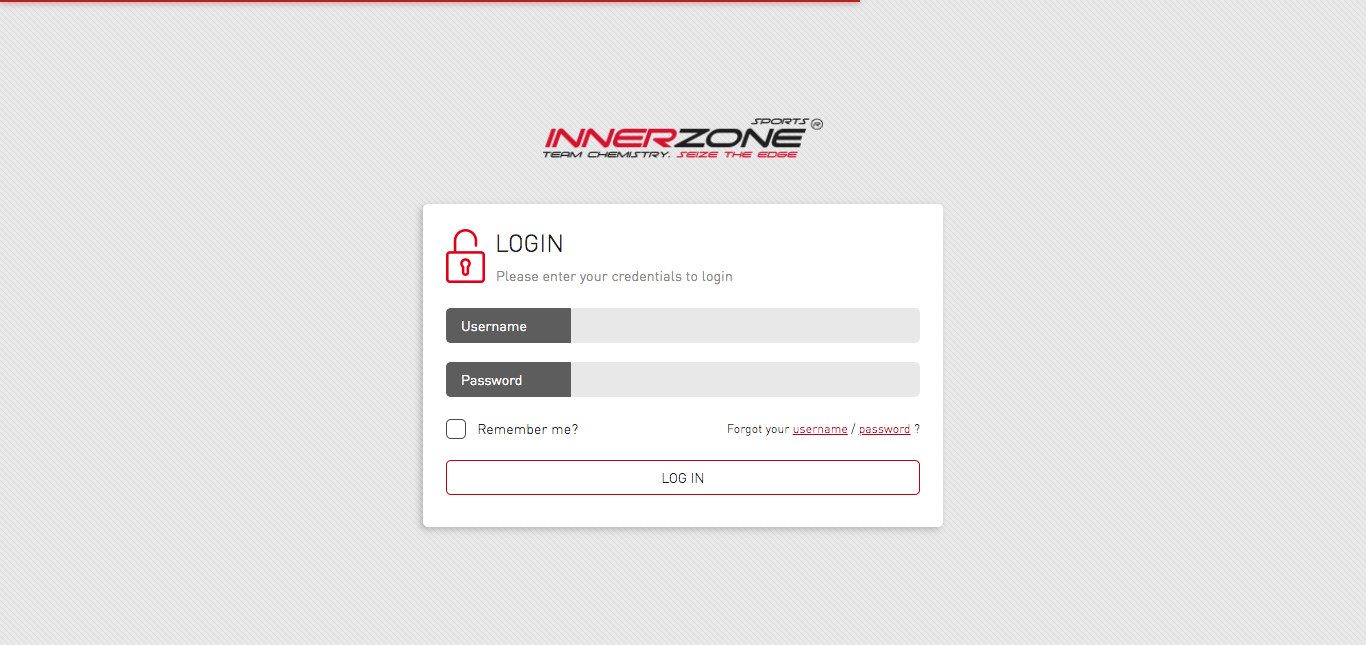 SPORTS ®
INNERZONE
TEAM CHEMISTRY. SEIZE THE EDGE
LOGIN
Please enter your credentials to login
Username
Password
Remember me? Forgot your username / password ?
LOG IN